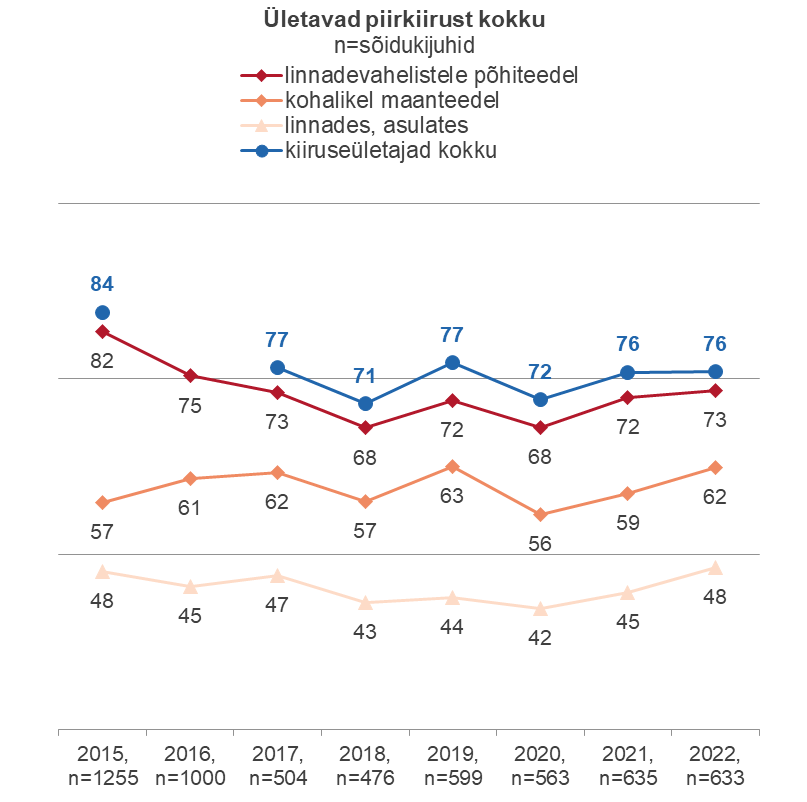 Ületavad piirkiirust kokku
n=sõidukijuhid
linnadevahelistele põhiteedel
kohalikel maanteedel
linnades, asulates
kiiruseületajad kokku
84 77 71 77 72 76 76
82 75 73 68 72 68 72 73
57 61 62 57 63 56 59 62
48 45 47 43 44 42 45 48
2015, 2016, 2017, 2018, 2019, 2020, 2021, 2022,
n=1255 n=1000 n=504 n=476 n=599 n=563 n=635 n=633